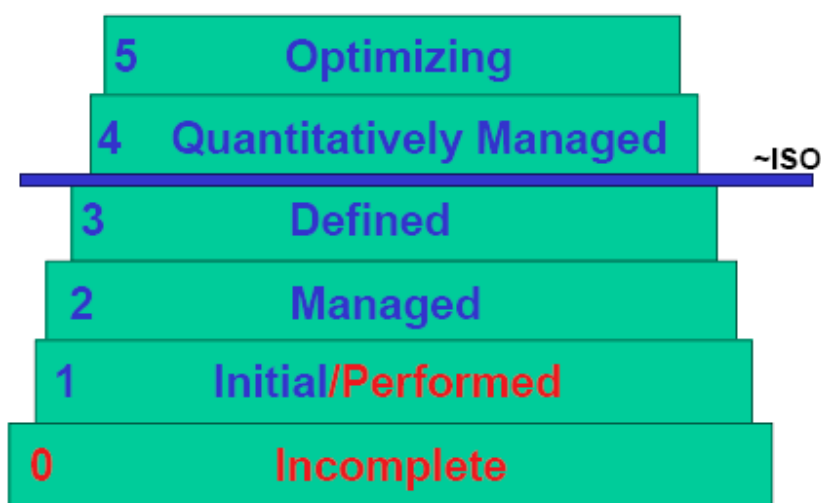 5 Optimizing
4 Quantitatively Managed
~ISO
3 Defined
2 Managed
1 Initial/Performed
0 Incomplete